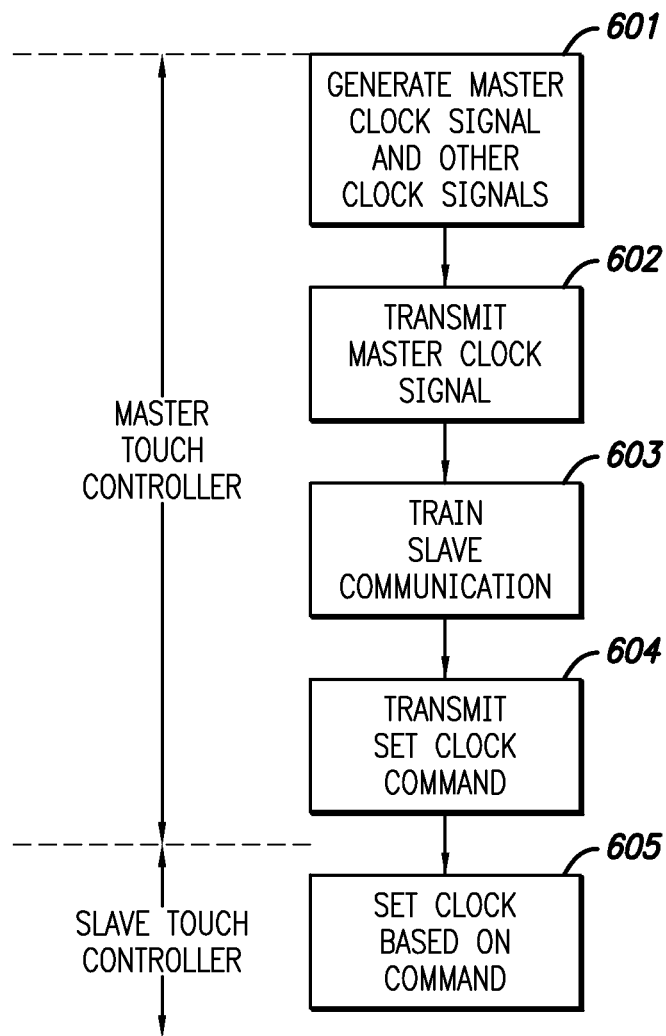 601
GENERATE MASTER
CLOCK SIGNAL
AND OTHER
CLOCK SIGNALS
602
TRANSMIT
MASTER CLOCK
SIGNAL
MASTER
TOUCH
CONTROLLER
603
TRAIN
SLAVE
COMMUNICATION
604
TRANSMIT
SET CLOCK
COMMAND
605
SLAVE TOUCH
CONTROLLER
SET CLOCK
BASED ON
COMMAND